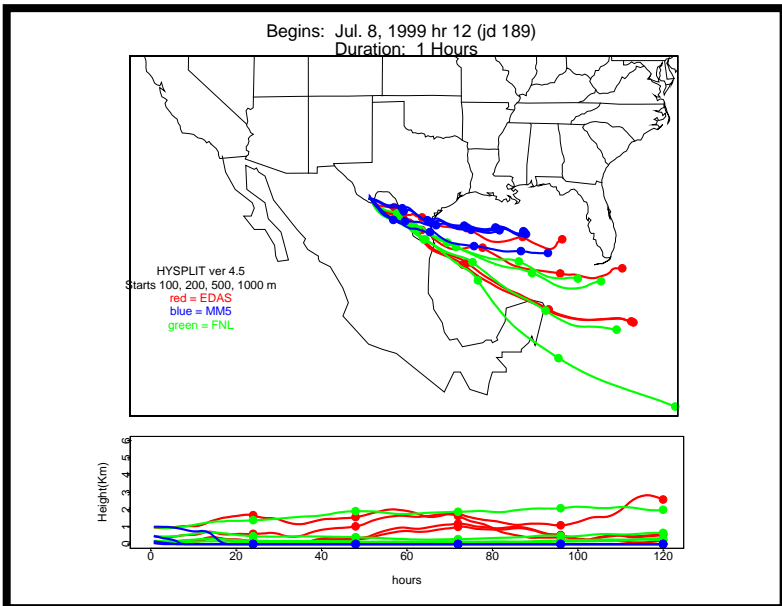 Begins: Jul. 8, 1999 hr 12 (jd 189)
Duration: 1 Hours
HYSPLIT ver 4.5
Starts 100, 200, 500, 1000 m
red = EDAS
blue = MM5
green = FNL
Height(Km)
6
5
4
3
2
1
0
0 20 40 60 80 100 120
hours